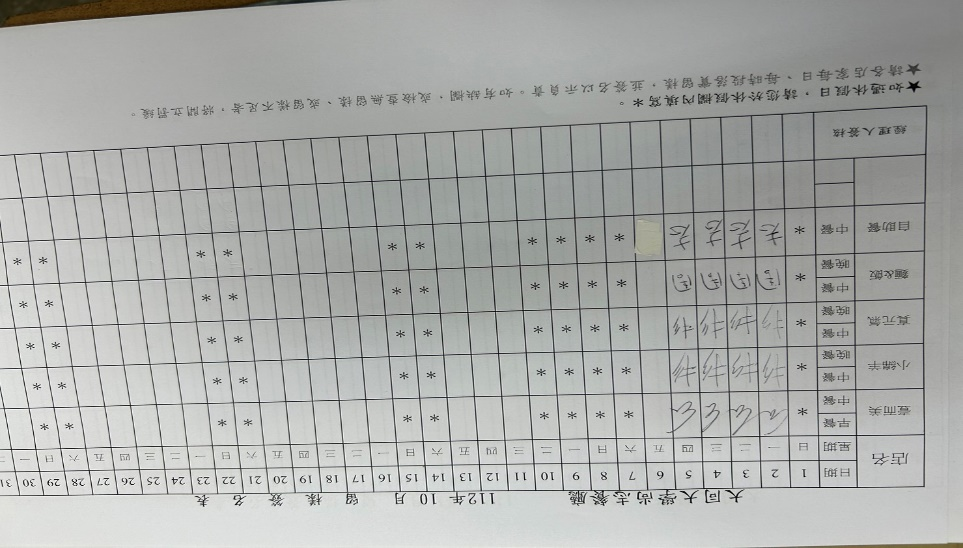 大同大學尚志餐廳 112年 10 月 留 樣 簽 名 表
店名 日期 1 2 3 4 5 6 7 8 9 10 11 12 13 14 15 16 17 18 19 20 21 22 23 24 25 26 27 28 29 30 31
星期 日 一 二 三 四 五 六 日 一 二 三 四 五 六 日 一 二 三 四 五 六 日 一 二 三 四 五 六 日 一 二
壹而美 早餐 * * * * * * * * * * *
中餐
小綿羊 中餐 * * * * * * * * * * *
晚餐
真元氣 中餐 * * * * * * * * * * *
晚餐
麵&飯 中餐 * * * * * * * * * * *
晚餐
自助餐 中餐 * * * * * * * * * * *
經理人簽核
★如遇休假日，請您於休假欄內填寫＊。
★請各店家每日、每時段落實留樣，並簽名以示負責。如有缺漏，或檢查無留樣、或留樣不足者，將開立罰緩。